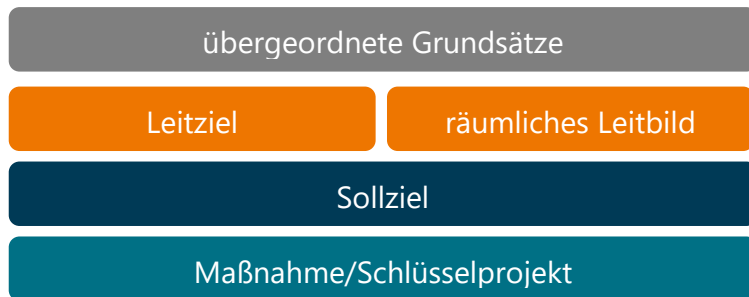 übergeordnete Grundsätze
Leitziel
räumliches Leitbild
Sollziel
Maßnahme/Schlüsselprojekt